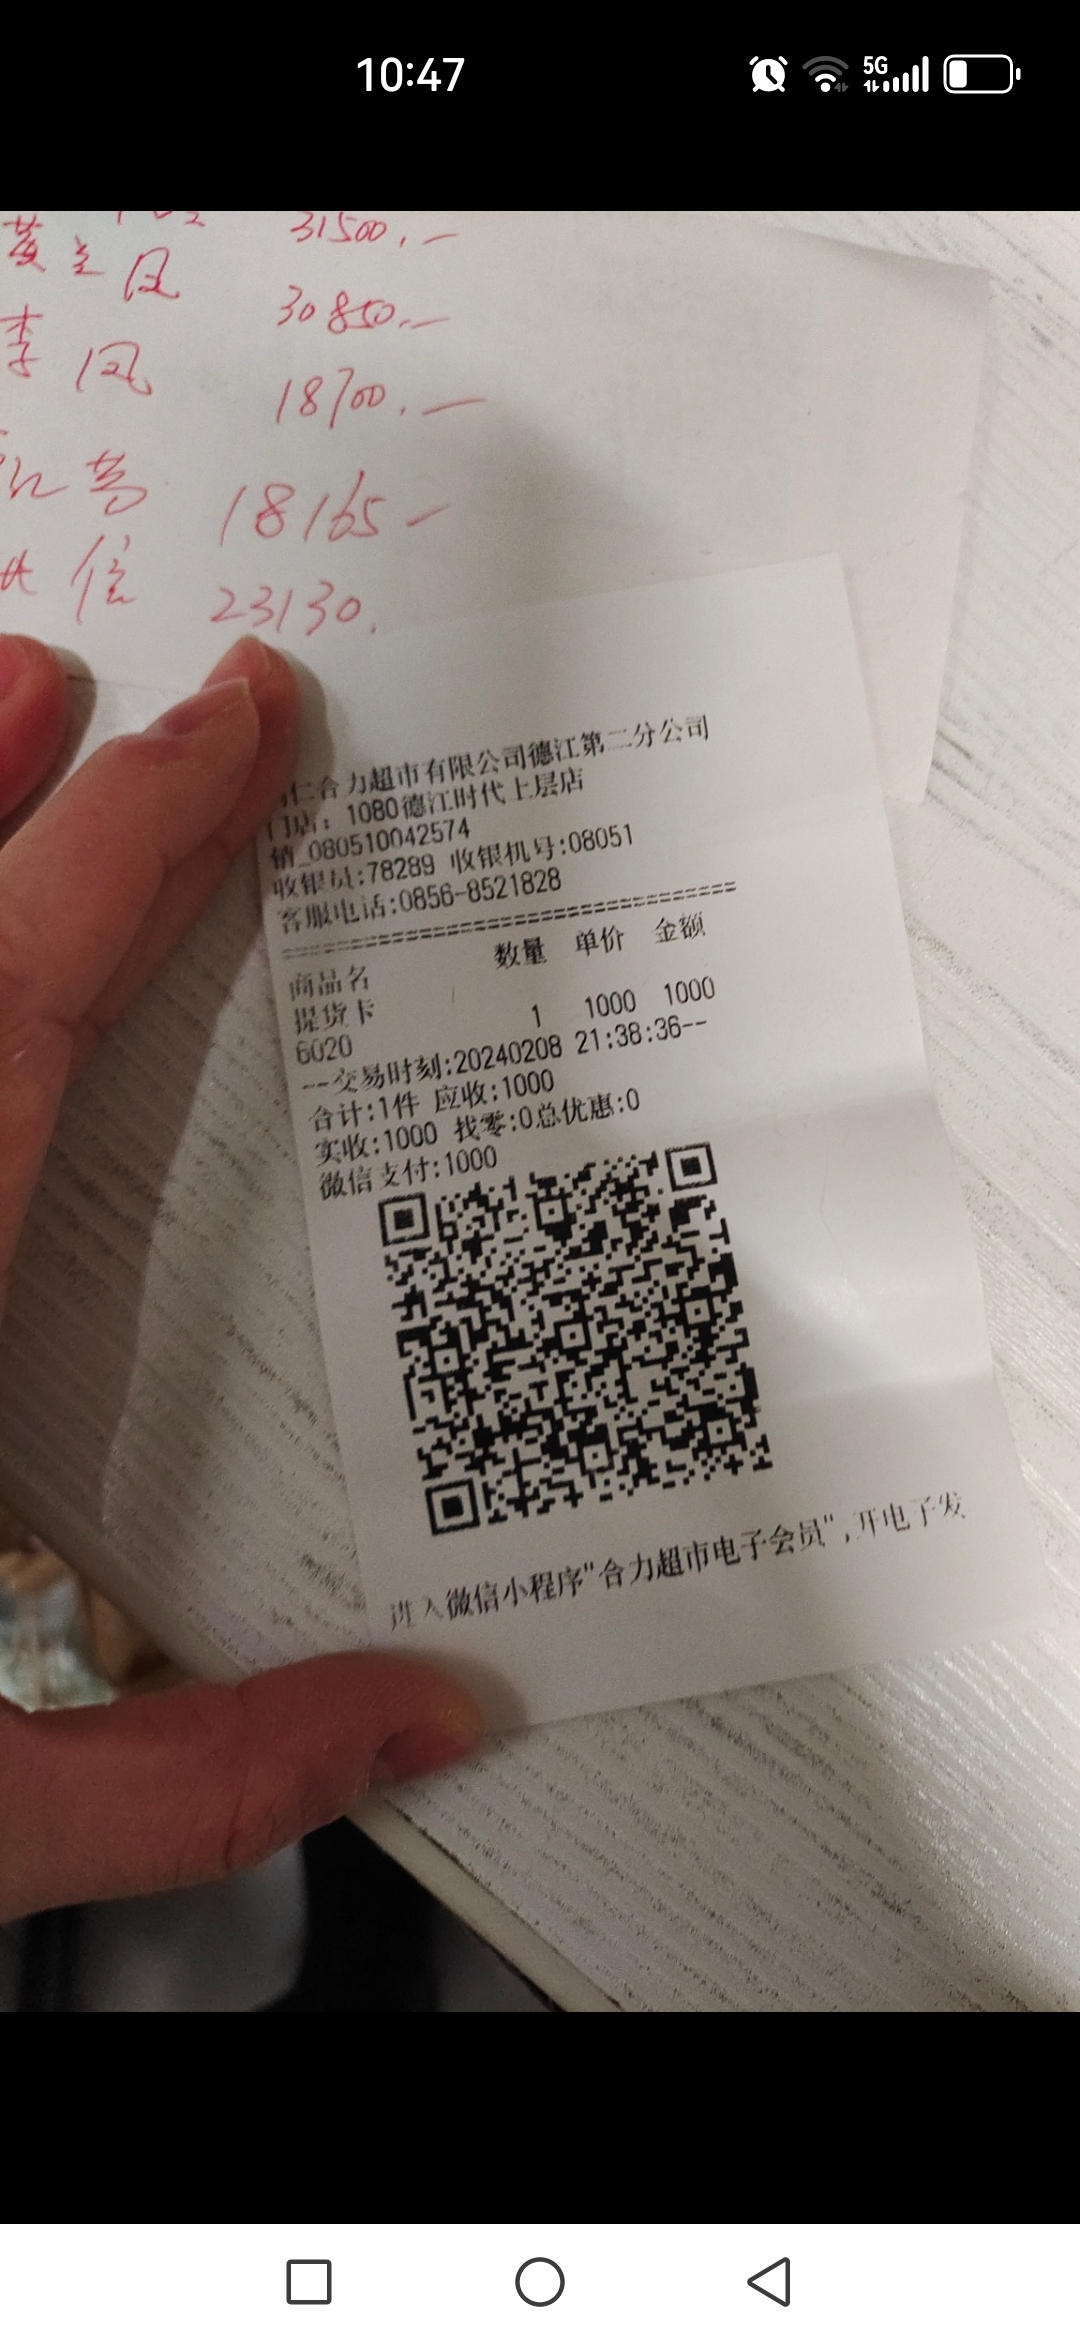 10:47
5G
31500.—
黄兰凤
30850.—
李凤
18700.—
18165—
信
23130.
仁合力超市有限公司德江第二分公司
门店：1080德江时代上层店
销_080510042574
收银员:78289 收银机号:08051
客服电话:0856-8521828
================================
商品名 数量 单价 金额
提货卡
6020 1 1000 1000
--交易时刻:20240208 21:38:36--
合计:1件 应收:1000
实收:1000 找零:0总优惠:0
微信支付:1000
进入微信小程序"合力超市电子会员",开电子发